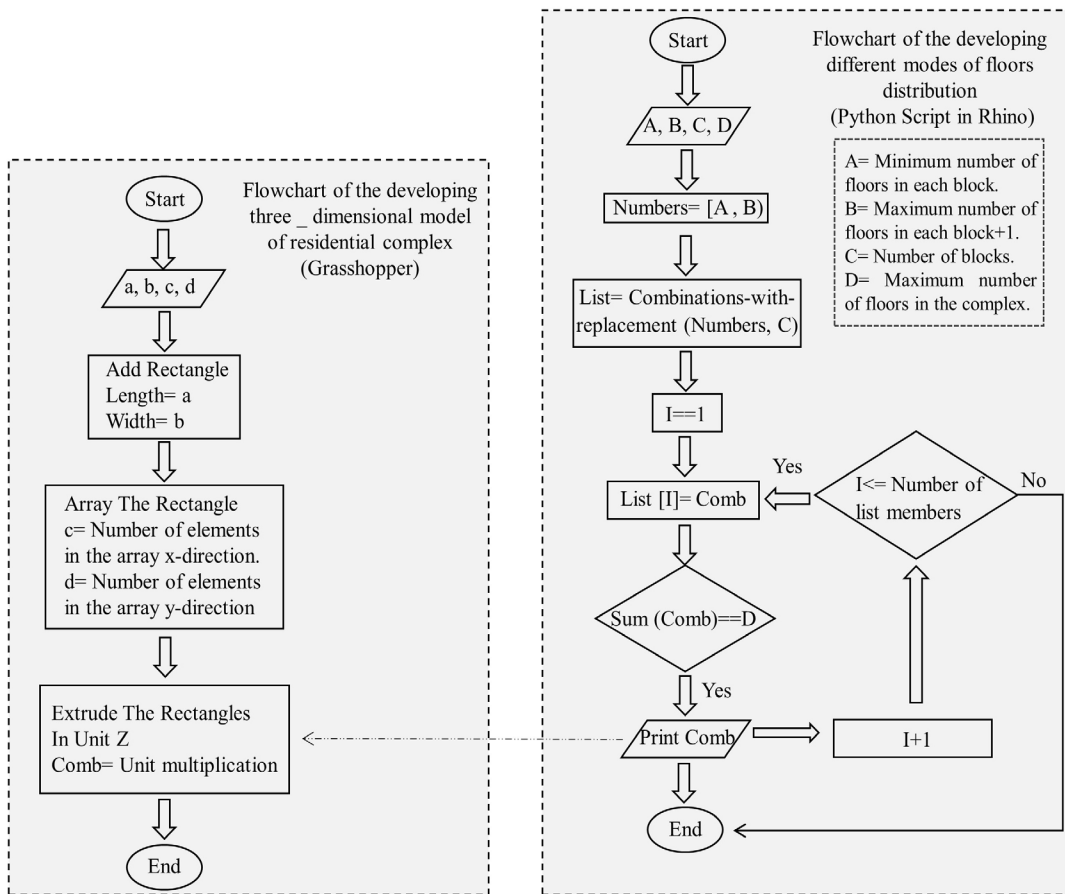 Start
Flowchart of the developing
three _ dimensional model
of residential complex
(Grasshopper)
a, b, c, d
Add Rectangle
Length= a
Width= b
Array The Rectangle
c= Number of elements
in the array x-direction.
d= Number of elements
in the array y-direction
Extrude The Rectangles
In Unit Z
Comb= Unit multiplication
End
Start
Flowchart of the developing
different modes of floors
distribution
(Python Script in Rhino)
A, B, C, D
A= Minimum number of
floors in each block.
B= Maximum number of
floors in each block+1.
C= Number of blocks.
D= Maximum number
of floors in the complex.
Numbers= [A , B)
List= Combinations-with-
replacement (Numbers, C)
I==1
List [I]= Comb
Yes
I<= Number of
list members
No
Sum (Comb)==D
Yes
Print Comb
I+1
End